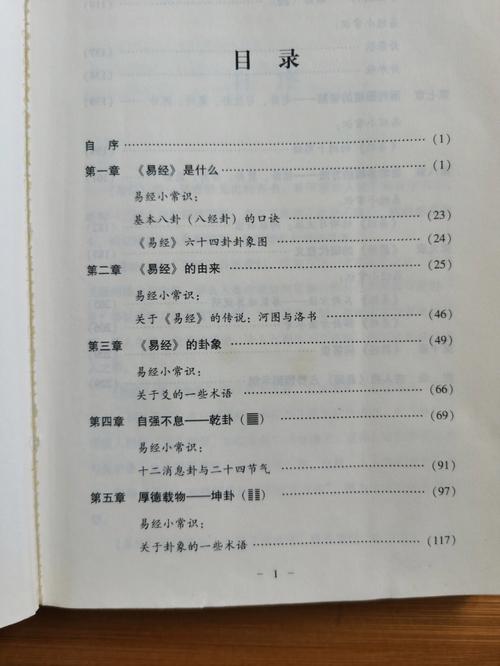 目录
自 序 …… (1)
第一章 《易经》是什么 …… (1)
易经小常识：
基本八卦（八经卦）的口诀 …… (23)
《易经》六十四卦卦象图 …… (24)
第二章 《易经》的由来 …… (25)
易经小常识：
关于《易经》的传说：河图与洛书 …… (46)
第三章 《易经》的卦象 …… (49)
易经小常识：
关于爻的一些术语 …… (66)
第四章 自强不息——乾卦（䷀） …… (69)
易经小常识：
十二消息卦与二十四节气 …… (91)
第五章 厚德载物——坤卦（䷁） …… (97)
易经小常识：
关于卦象的一些术语 …… (117)
- 1 -